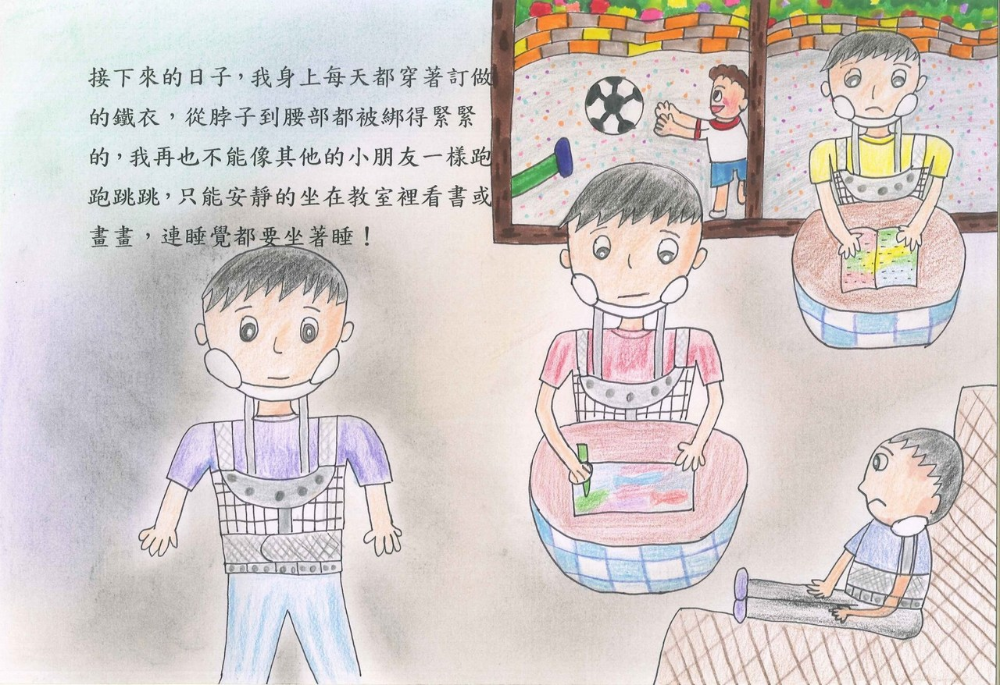 接下來的日子，我身上每天都穿著訂做
的鐵衣，從脖子到腰部都被綁得緊緊
的，我再也不能像其他的小朋友一樣跑
跑跳跳，只能安靜的坐在教室裡看書或
畫畫，連睡覺都要坐著睡！